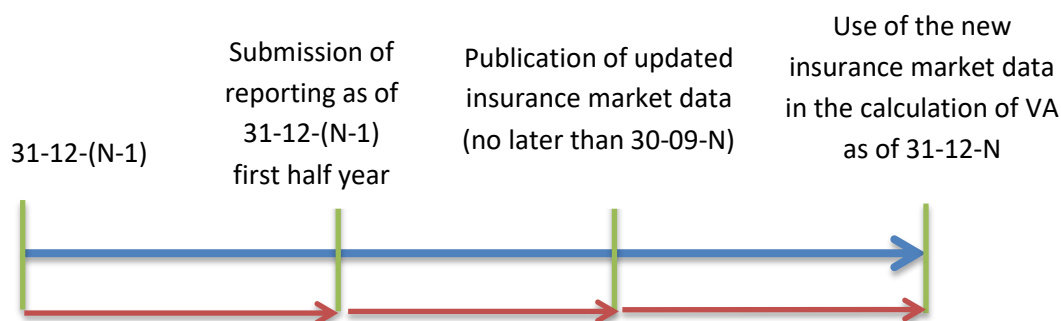 31-12-(N-1)
Submission of
reporting as of
31-12-(N-1)
first half year
Publication of updated
insurance market data
(no later than 30-09-N)
Use of the new
insurance market data
in the calculation of VA
as of 31-12-N